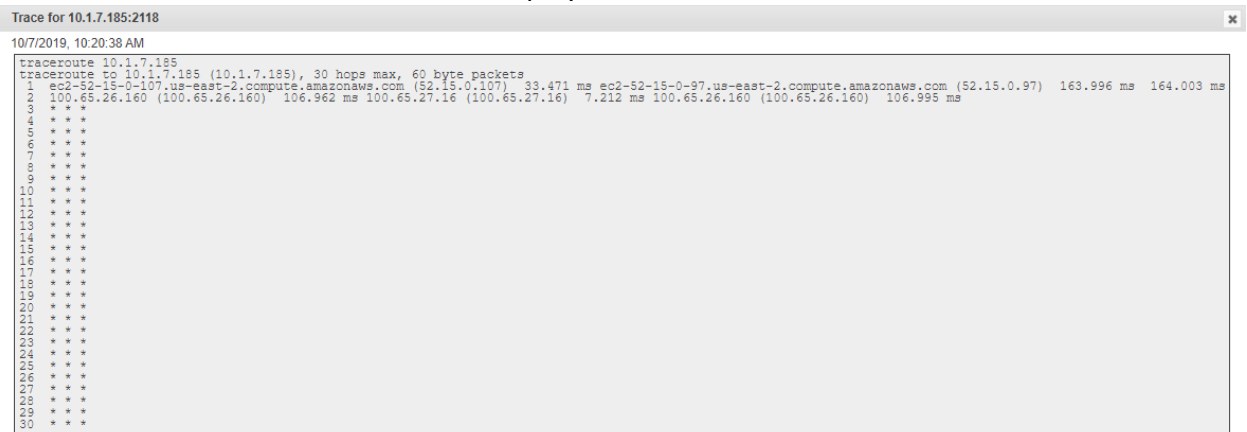 Trace for 10.1.7.185:2118
10/7/2019, 10:20:38 AM
traceroute 10.1.7.185
traceroute to 10.1.7.185 (10.1.7.185), 30 hops max, 60 byte packets
1 ec2-52-15-0-107.us-east-2.compute.amazonaws.com (52.15.0.107) 33.471 ms ec2-52-15-0-97.us-east-2.compute.amazonaws.com (52.15.0.97) 163.996 ms 164.003 ms
2 100.65.26.160 (100.65.26.160) 106.962 ms 100.65.27.16 (100.65.27.16) 7.212 ms 100.65.26.160 (100.65.26.160) 106.995 ms
3 * * *
4 * * *
5 * * *
6 * * *
7 * * *
8 * * *
9 * * *
10 * * *
11 * * *
12 * * *
13 * * *
14 * * *
15 * * *
16 * * *
17 * * *
18 * * *
19 * * *
20 * * *
21 * * *
22 * * *
23 * * *
24 * * *
25 * * *
26 * * *
27 * * *
28 * * *
29 * * *
30 * * *